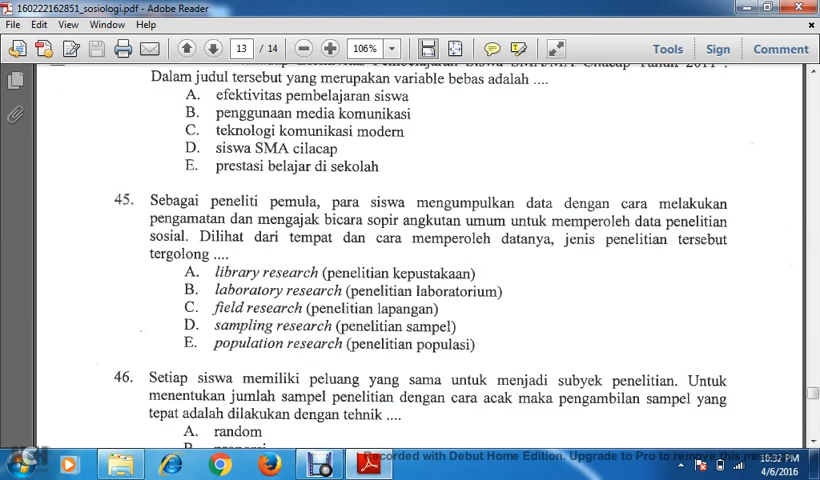 160222162851_sosiologi.pdf - Adobe Reader
File Edit View Window Help
13 / 14 106% Tools Sign Comment
Dalam judul tersebut yang merupakan variable bebas adalah ....
A. efektivitas pembelajaran siswa
B. penggunaan media komunikasi
C. teknologi komunikasi modern
D. siswa SMA cilacap
E. prestasi belajar di sekolah
45. Sebagai peneliti pemula, para siswa mengumpulkan data dengan cara melakukan
pengamatan dan mengajak bicara sopir angkutan umum untuk memperoleh data penelitian
sosial. Dilihat dari tempat dan cara memperoleh datanya, jenis penelitian tersebut
tergolong ....
A. library research (penelitian kepustakaan)
B. laboratory research (penelitian laboratorium)
C. field research (penelitian lapangan)
D. sampling research (penelitian sampel)
E. population research (penelitian populasi)
46. Setiap siswa memiliki peluang yang sama untuk menjadi subyek penelitian. Untuk
menentukan jumlah sampel penelitian dengan cara acak maka pengambilan sampel yang
tepat adalah dilakukan dengan tehnik ....
A. random
Recorded with Debut Home Edition. Upgrade to Pro to remove this
10:32 PM
4/6/2016